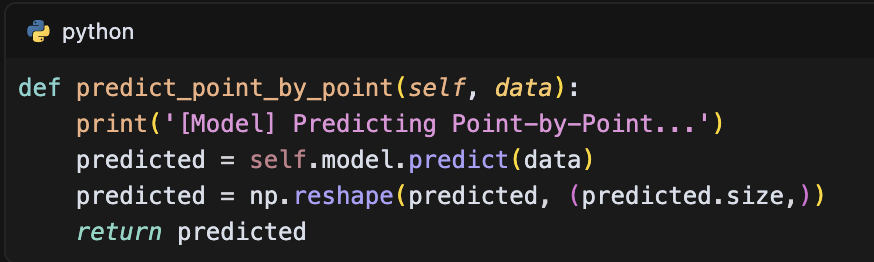 python
def predict_point_by_point(self, data):
    print('[Model] Predicting Point-by-Point...')
    predicted = self.model.predict(data)
    predicted = np.reshape(predicted, (predicted.size,))
    return predicted